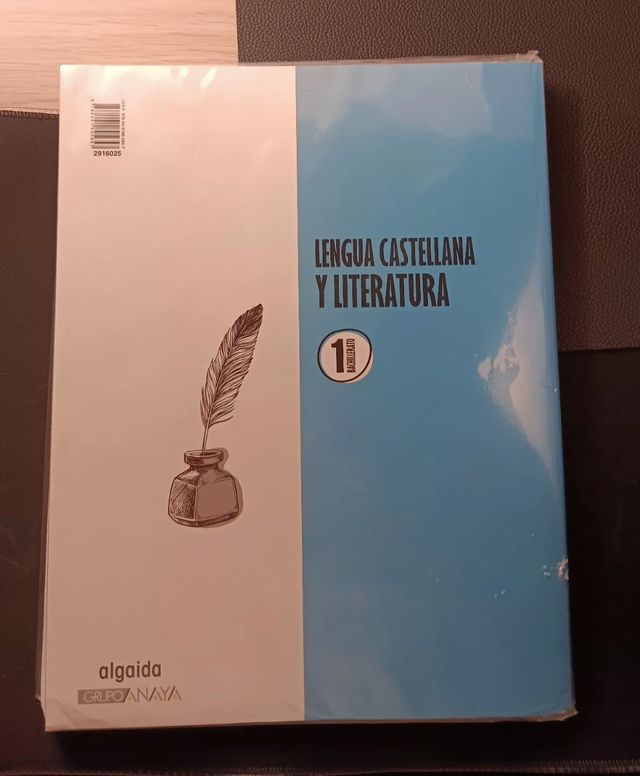 2916025
LENGUA CASTELLANA
Y LITERATURA
1
BACHILLERATO
algaida
GRUPO ANAYA